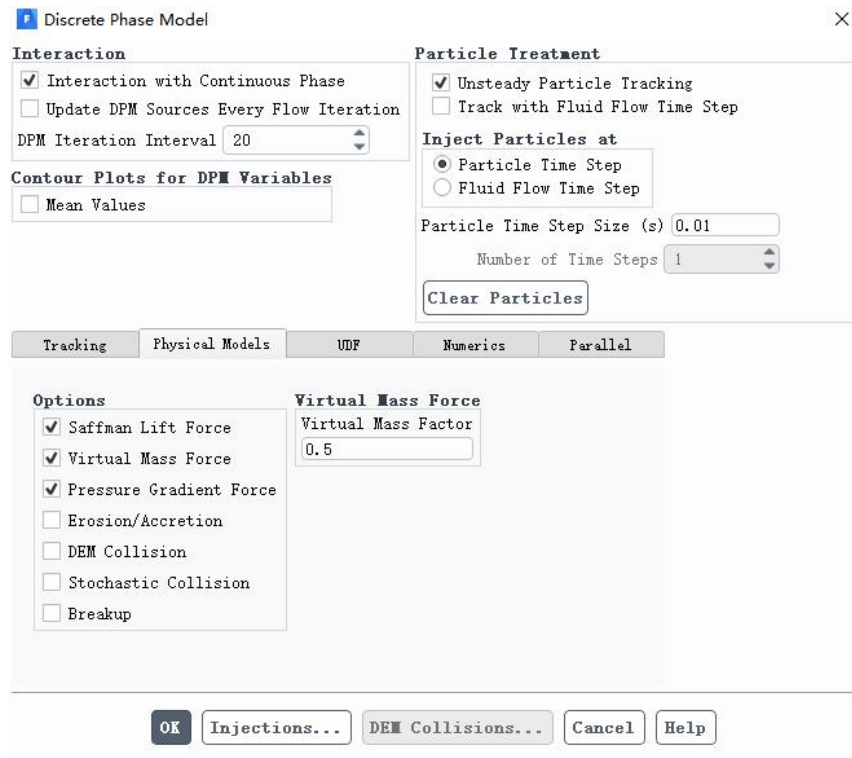 Discrete Phase Model
Interaction
Interaction with Continuous Phase
Update DPM Sources Every Flow Iteration
DPM Iteration Interval 20
Contour Plots for DPM Variables
Mean Values
Particle Treatment
Unsteady Particle Tracking
Track with Fluid Flow Time Step
Inject Particles at
Particle Time Step
Fluid Flow Time Step
Particle Time Step Size (s) 0.01
Number of Time Steps 1
Clear Particles
Tracking Physical Models UDF Numerics Parallel
Options
Saffman Lift Force
Virtual Mass Force
Pressure Gradient Force
Erosion/Accretion
DEM Collision
Stochastic Collision
Breakup
Virtual Mass Force
Virtual Mass Factor
0.5
OK Injections... DEM Collisions... Cancel Help